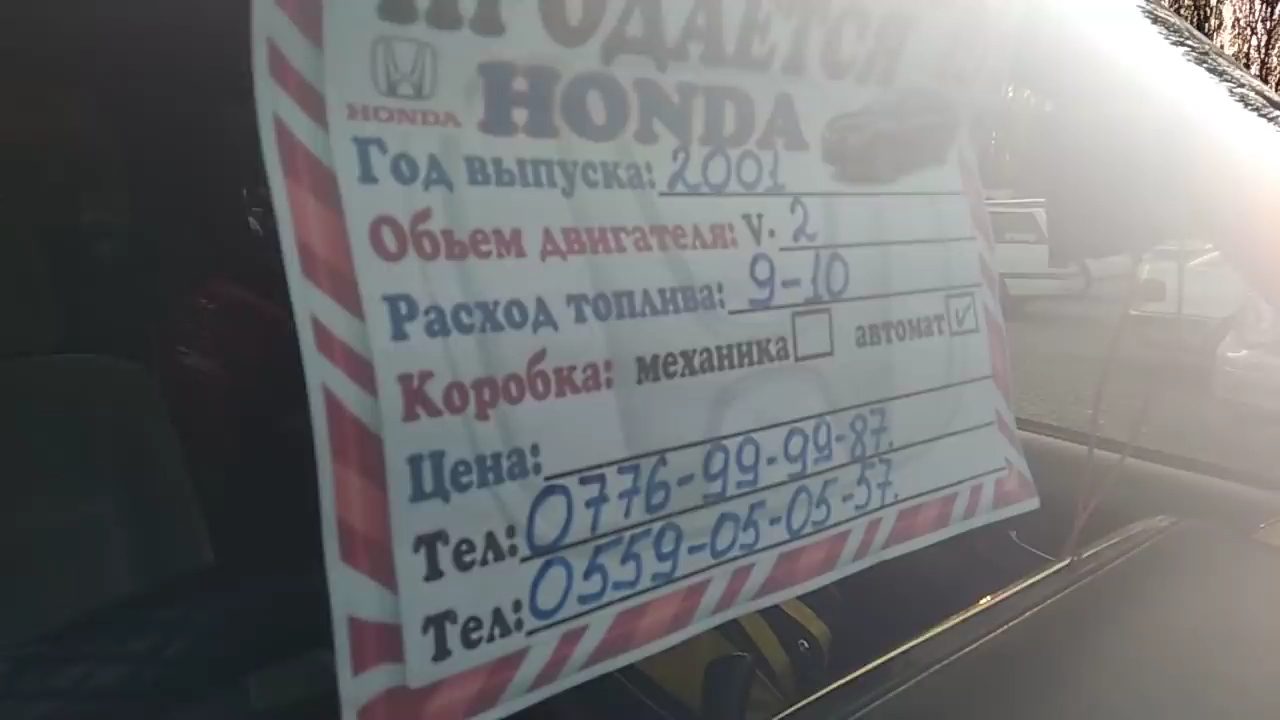 ПРОДАЕТСЯ
HONDA
HONDA
Год выпуска: 2001
Обьем двигателя: V. 2
Расход топлива: 9-10
Коробка: механика автомат ✓
Цена:
Тел: 0776-99-99-87.
Тел: 0559-05-05-57.